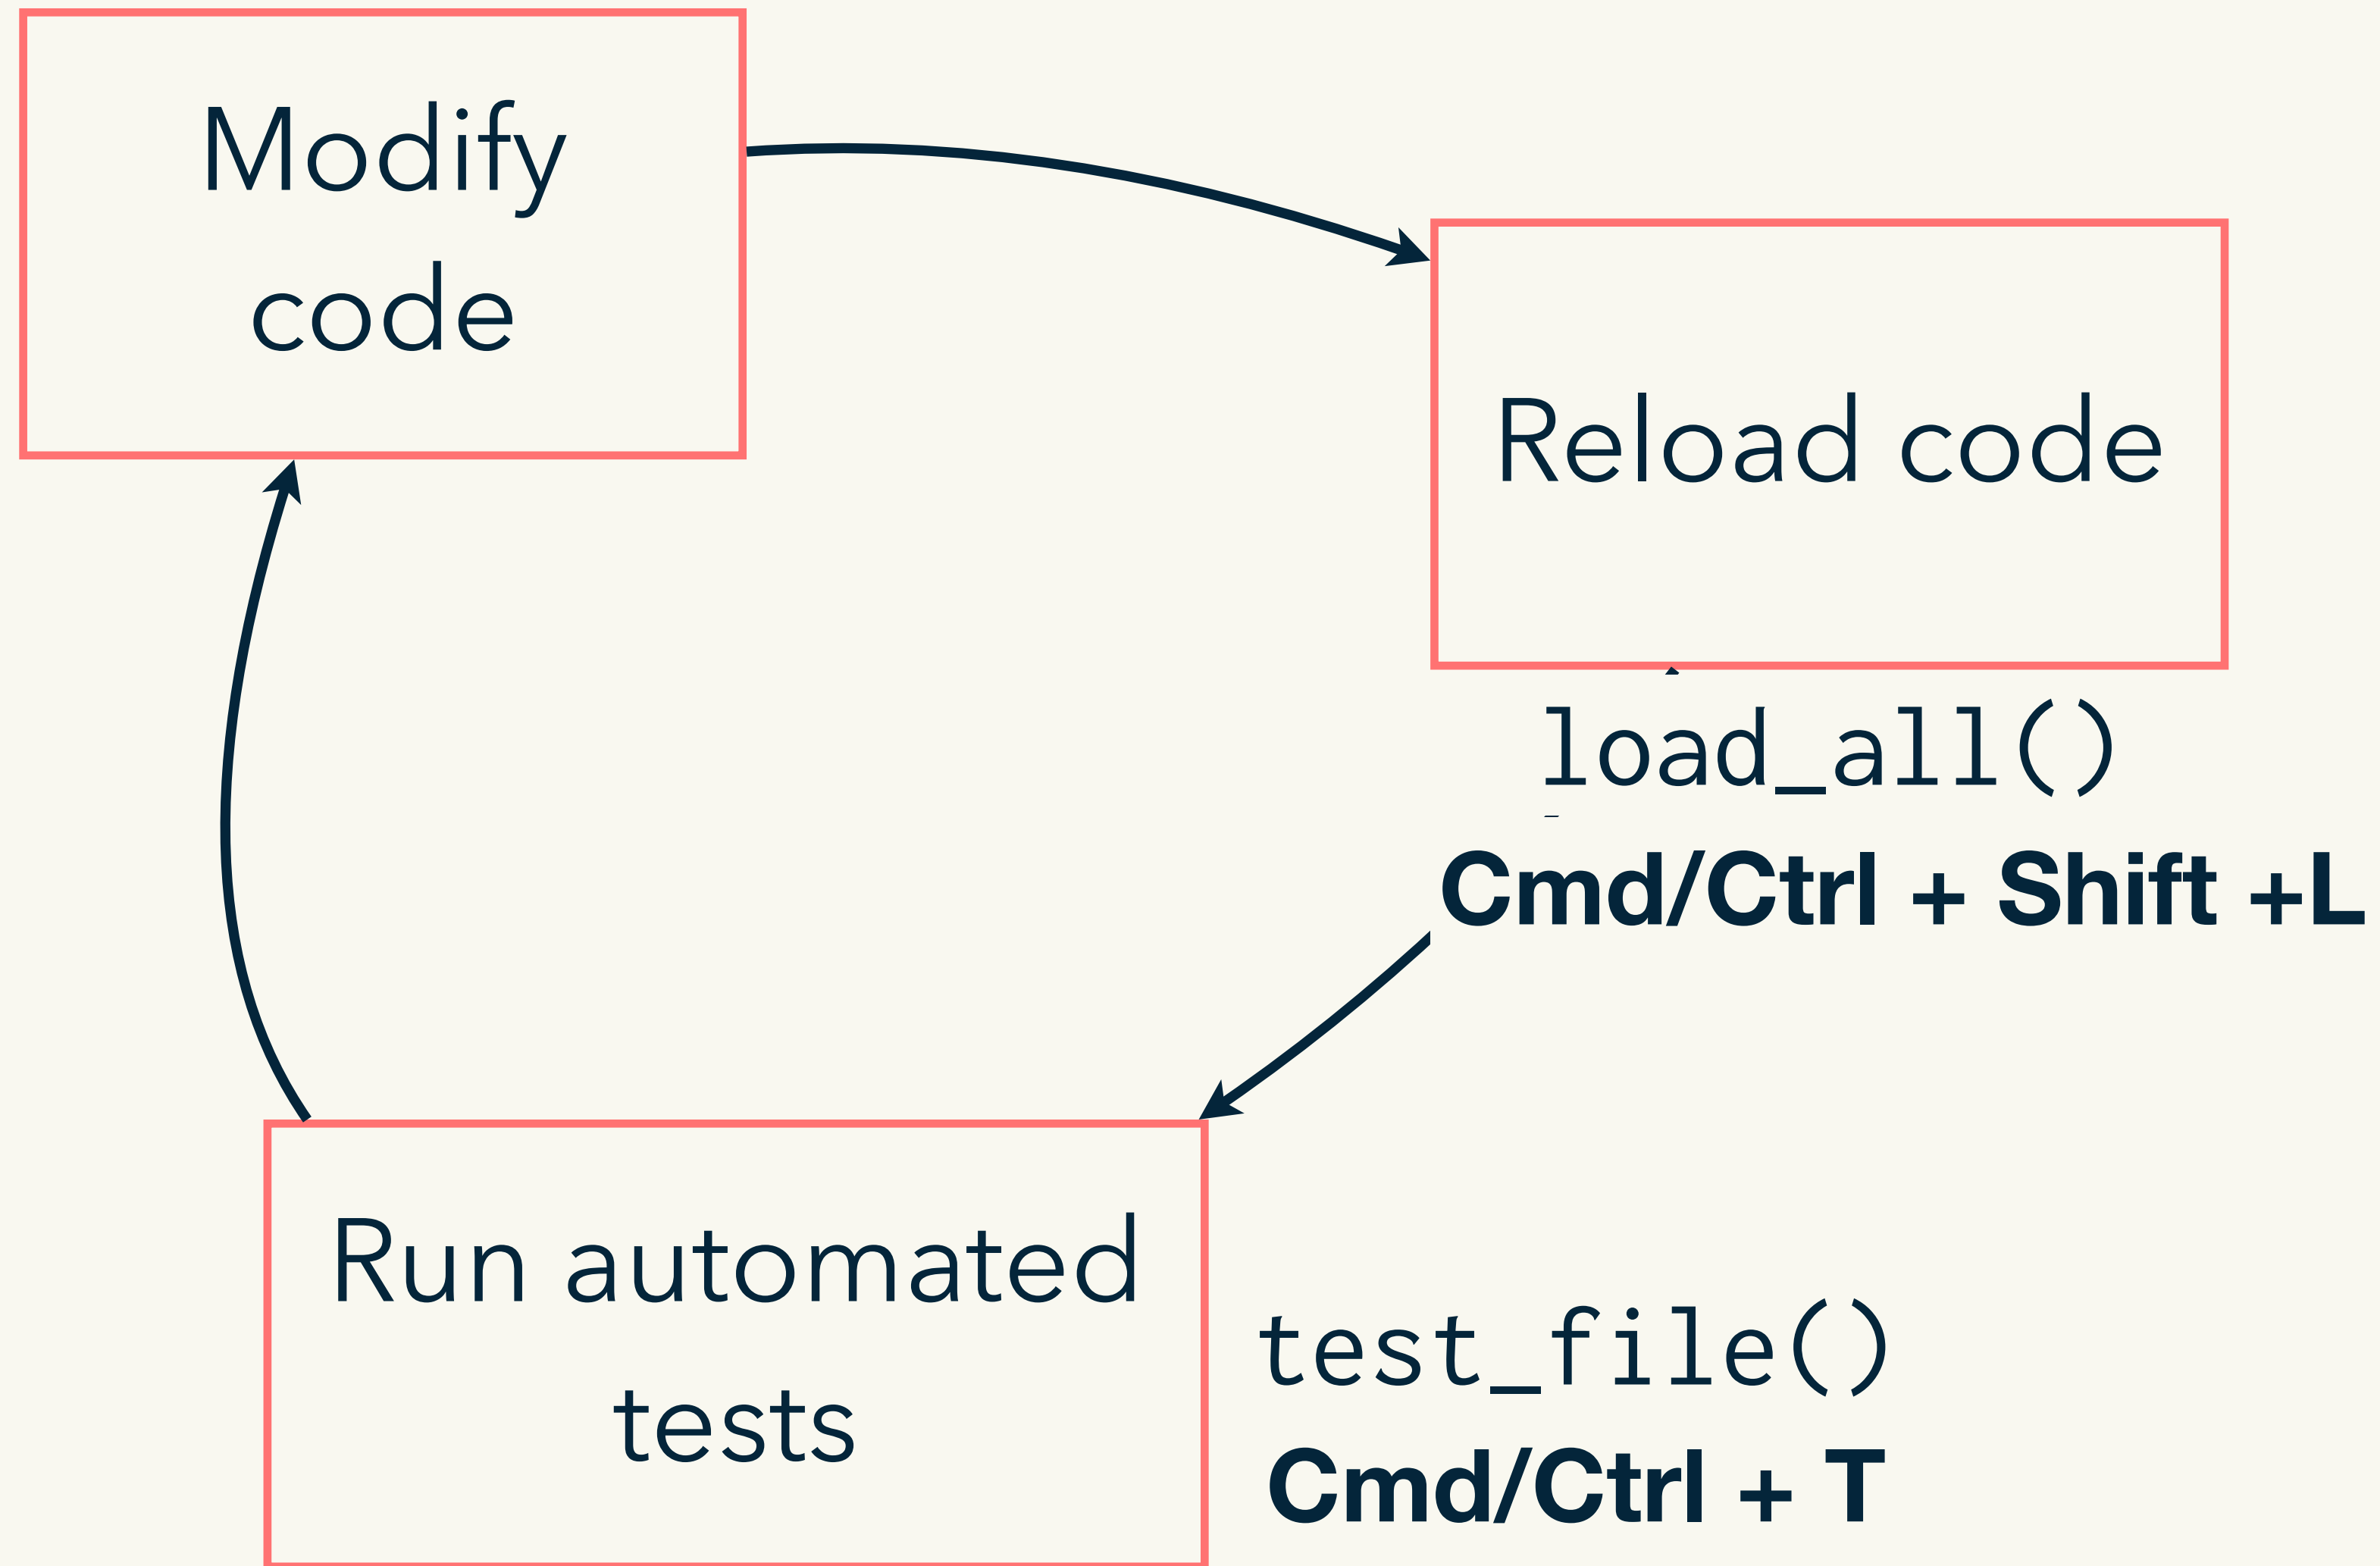 Modify
code
Reload code
load_all()
Cmd/Ctrl + Shift +L
Run automated
tests
test_file()
Cmd/Ctrl + T